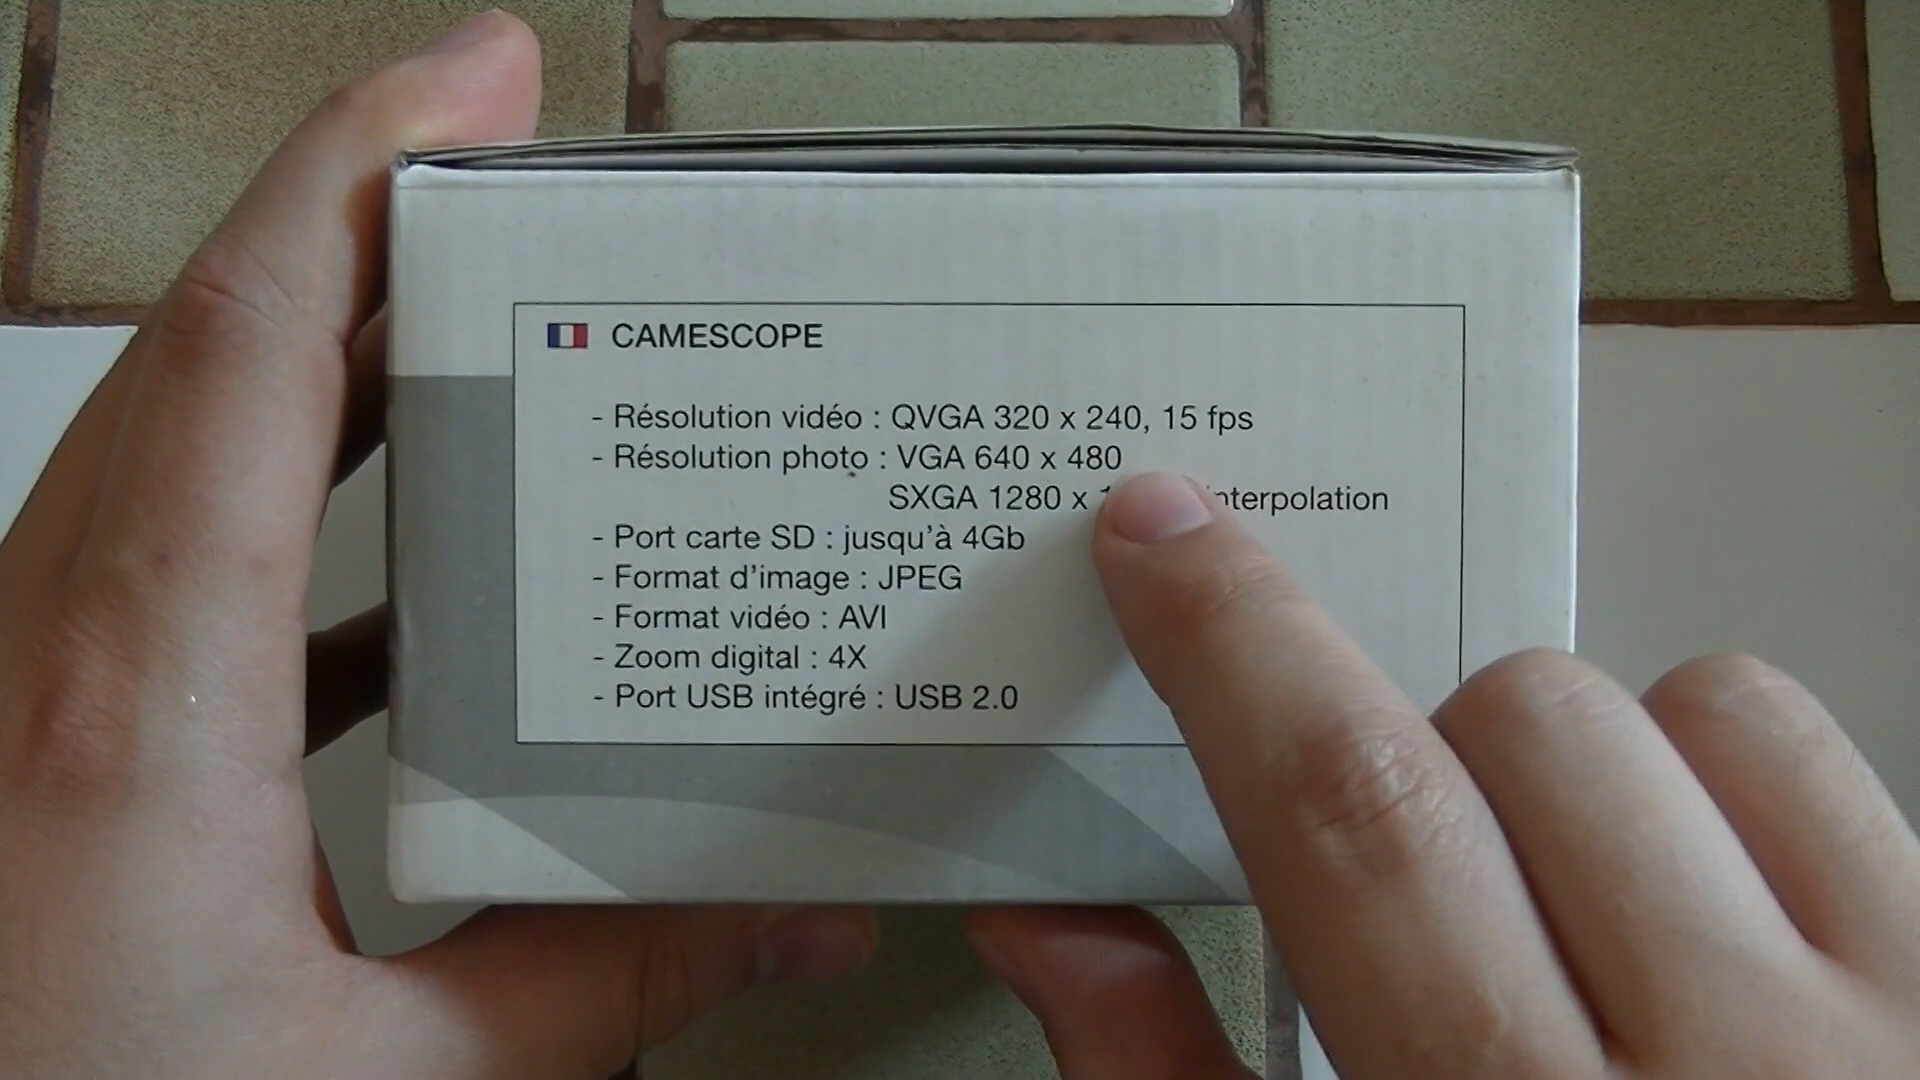 CAMESCOPE
- Résolution vidéo : QVGA 320 x 240, 15 fps
- Résolution photo : VGA 640 x 480
SXGA 1280 x
- Port carte SD : jusqu'à 4Gb
- Format d'image : JPEG
- Format vidéo : AVI
- Zoom digital : 4X
- Port USB intégré : USB 2.0